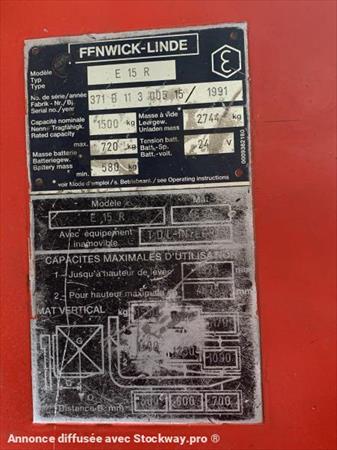 FENWICK-LINDE
Modèle
Typ
Type
E 15 R
No. de série/année
Fabrik - Nr./Bj.
Serial no./year
371 B 11 3 005 15 / 1991
Capacité nominale
Nenn-Tragfähigk.
Rated capacity
1500 kg
Masse à vide
Leergew.
Unladen mass
2744 kg
Masse batterie
Batteriegew.
Battery mass
max. 720 kg
min. 580 kg
Tension batt.
Batt.-Sp.
Batt.-volt.
24 V
0009382160
voir Mode d'emploi / s. Betriebsanl. / see Operating instructions
Modèle
E 15 R
Mât
Avec équipement
inamovible
CAPACITES MAXIMALES D'UTILISATION
1 - Jusqu'à hauteur de levée
2 - Pour hauteur maximale
MAT VERTICAL
kg
G
G
1090
Distance B: mm
600 700
Annonce diffusée avec Stockway.pro ®